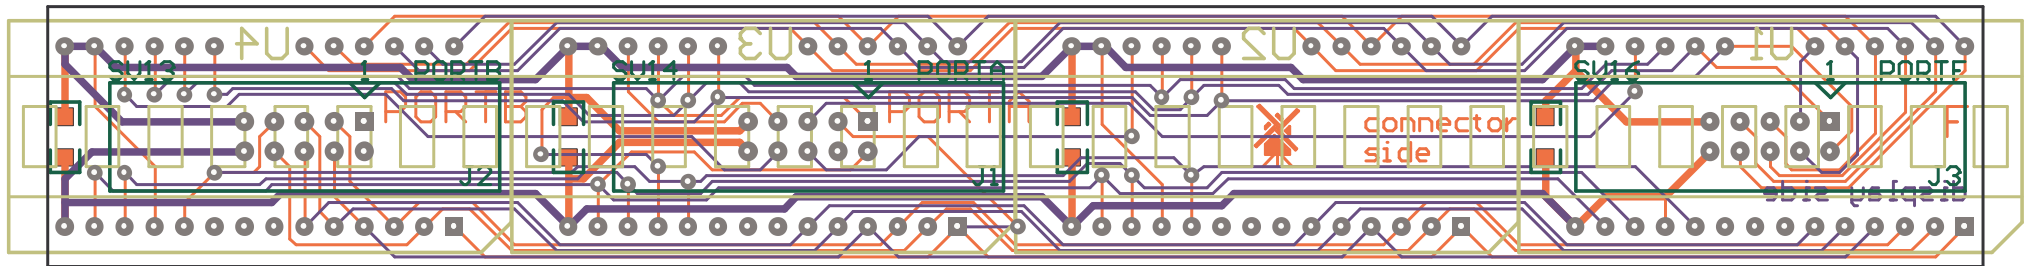 U4
U3
U2
U1
SV13
1
PORTB
SV14
1
PORTA
SV16
1
PORTF
PORTB
PORTA
connector
side
F
J2
J1
J3
display side